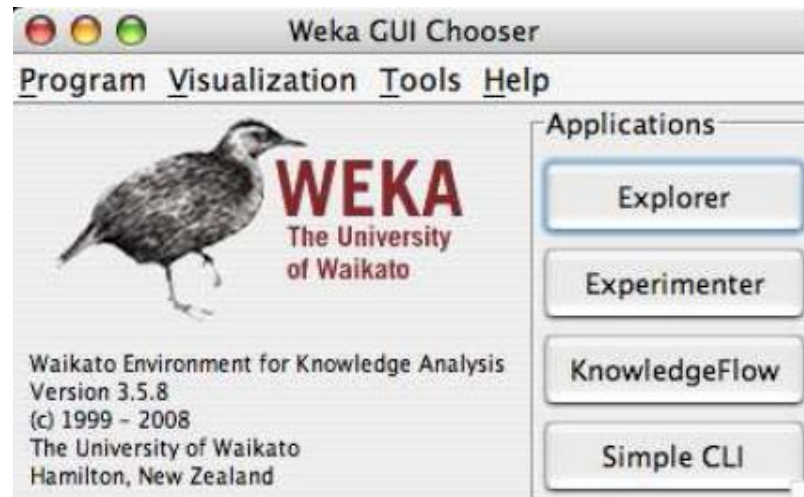 Weka GUI Chooser
Program Visualization Tools Help
WEKA
The University
of Waikato
Waikato Environment for Knowledge Analysis
Version 3.5.8
(c) 1999 - 2008
The University of Waikato
Hamilton, New Zealand
Applications
Explorer
Experimenter
KnowledgeFlow
Simple CLI